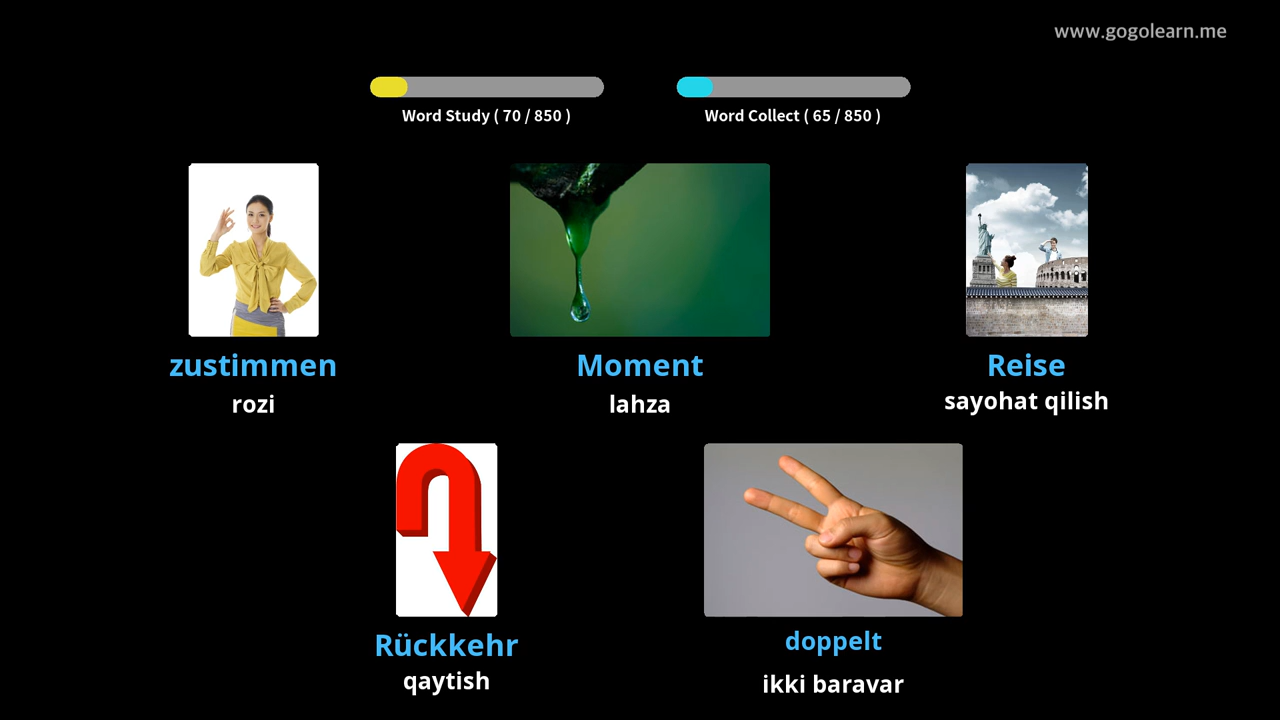 www.gogolearn.me
Word Study ( 70 / 850 )
Word Collect ( 65 / 850 )
zustimmen
rozi
Moment
lahza
Reise
sayohat qilish
Rückkehr
qaytish
doppelt
ikki baravar